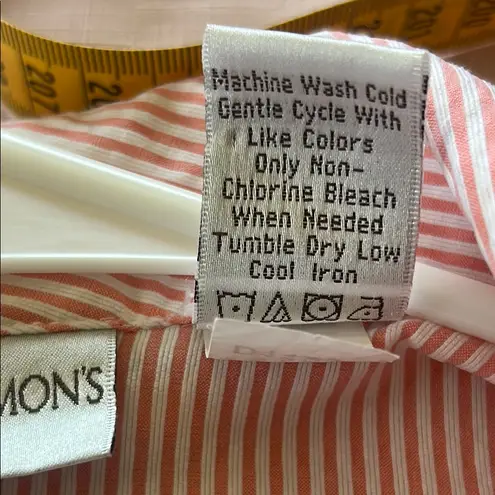 Machine Wash Cold
Gentle Cycle With
Like Colors
Only Non-
Chlorine Bleach
When Needed
Tumble Dry Low
Cool Iron
MON'S